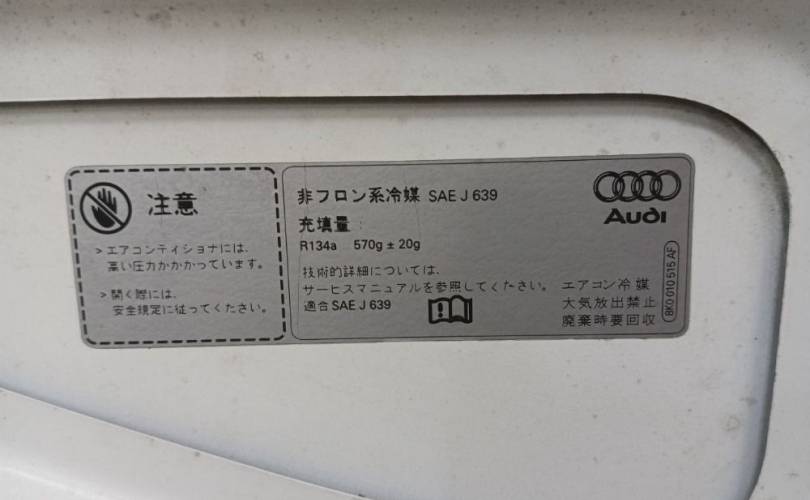 注意
> エアコンディショナには、
高い圧力がかかっています。
> 開く際には、
安全規定に従ってください。
非フロン系冷媒 SAE J 639
充填量:
R134a 570g ± 20g
技術的詳細については、
サービスマニュアルを参照してください。
適合 SAE J 639
Audi
エアコン冷媒
大気放出禁止
廃棄時要回収
8K0 010 515 AF